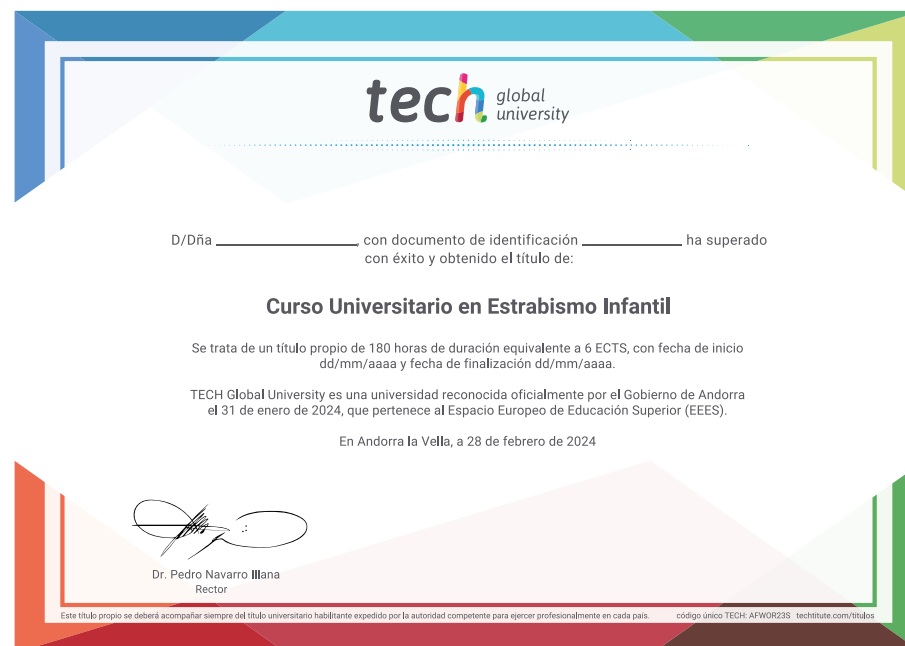 tech global university
D/Dña , con documento de identificación ha superado
con éxito y obtenido el título de:
Curso Universitario en Estrabismo Infantil
Se trata de un título propio de 180 horas de duración equivalente a 6 ECTS, con fecha de inicio
dd/mm/aaaa y fecha de finalización dd/mm/aaaa.
TECH Global University es una universidad reconocida oficialmente por el Gobierno de Andorra
el 31 de enero de 2024, que pertenece al Espacio Europeo de Educación Superior (EEES).
En Andorra la Vella, a 28 de febrero de 2024
Dr. Pedro Navarro Illana
Rector
Este título propio se deberá acompañar siempre del título universitario habilitante expedido por la autoridad competente para ejercer profesionalmente en cada país. código único TECH: AFWOR23S techtitute.com/titulos